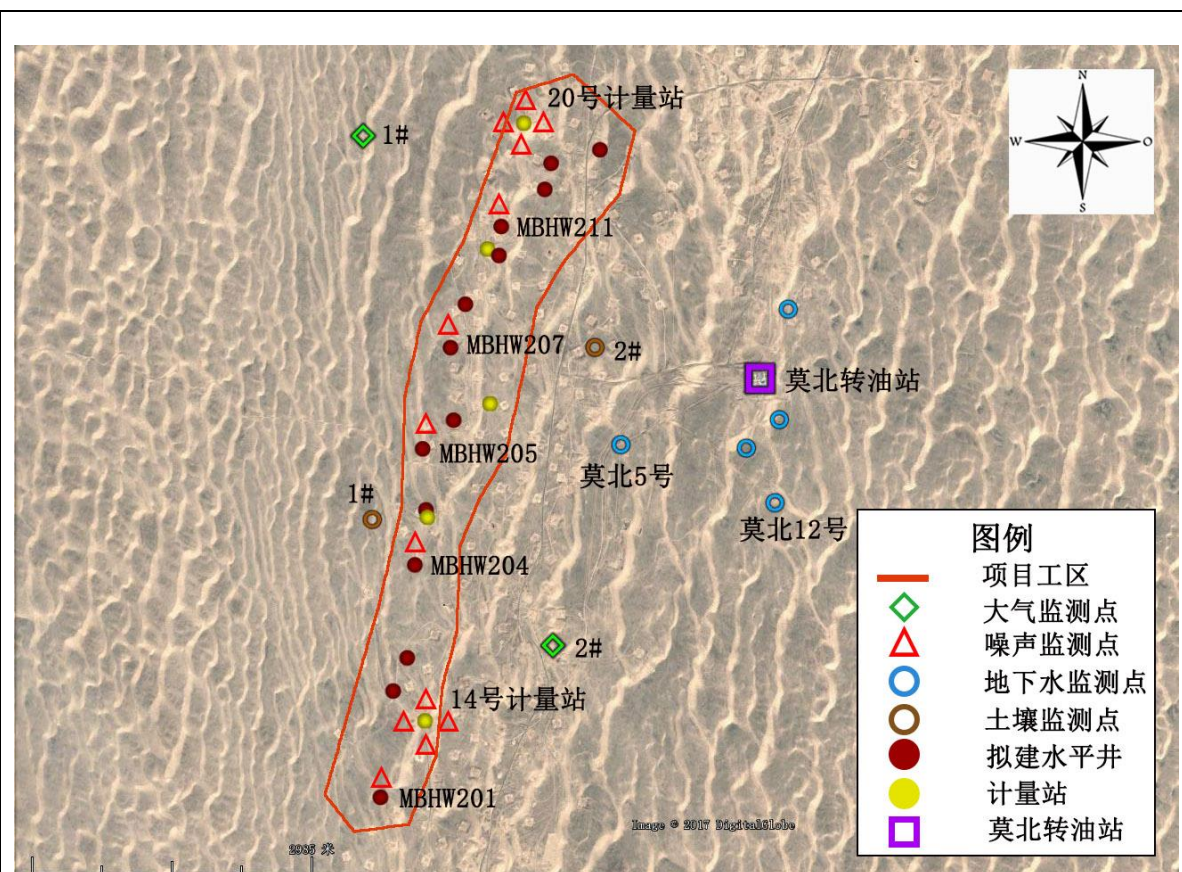 20号计量站
N
1#
W
O
S
MBHW211
MBHW207
2#
莫北转油站
MBHW205
莫北5号
1#
莫北12号
MBHW204
2#
14号计量站
MBHW201
图例
项目工区
大气监测点
噪声监测点
地下水监测点
土壤监测点
拟建水平井
计量站
莫北转油站
Image © 2017 DigitalGlobe
2985 米